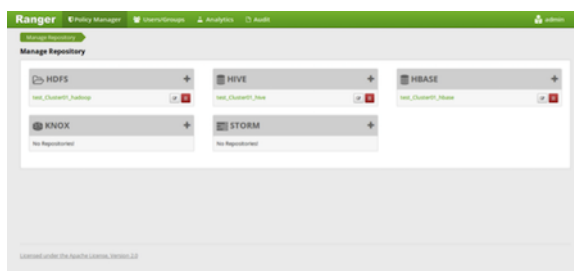 Ranger Policy Manager Users/Groups Analytics Audit admin
Manage Repository
Manage Repository
HDFS + HIVE + HBASE +
test_Cluster01_hadoop test_Cluster01_hive test_Cluster01_hbase
KNOX + STORM +
No Repositories! No Repositories!
Licensed under the Apache License, Version 2.0